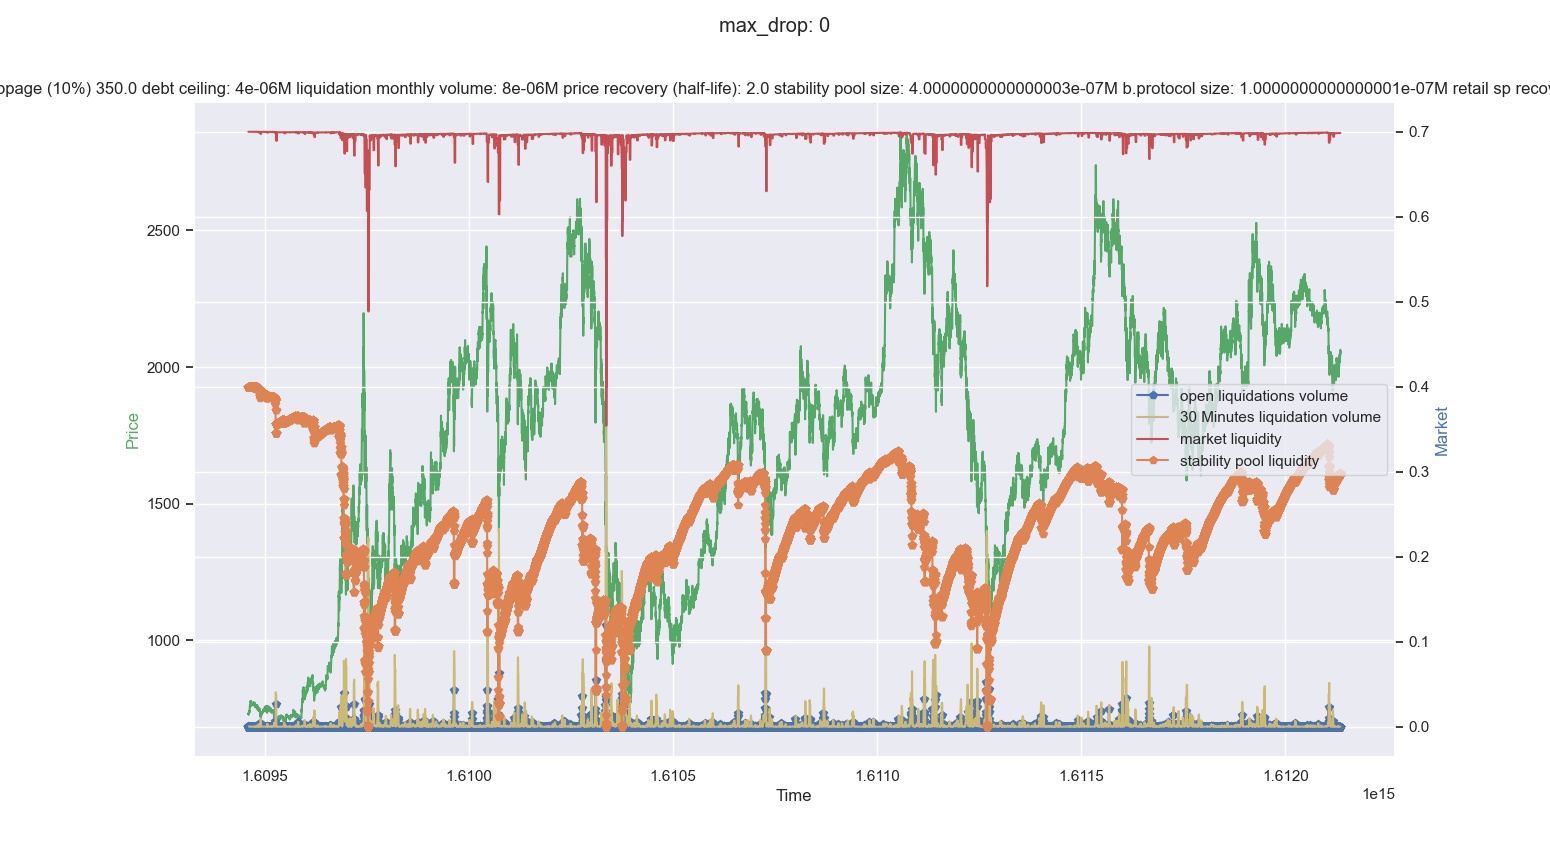 max_drop: 0
(10%) 350.0 debt ceiling: 4e-06M liquidation monthly volume: 8e-06M price recovery (half-life): 2.0 stability pool size: 4.0000000000000003e-07M b.protocol size: 1.0000000000000001e-07M retail sp
0.7
0.6
2500
0.5
2000
0.4
open liquidations volume
30 Minutes liquidation volume
market liquidity
stability pool liquidity
Price
Market
0.3
1500
0.2
1000
0.1
0.0
1.6095 1.6100 1.6105 1.6110 1.6115 1.6120
Time
1e15